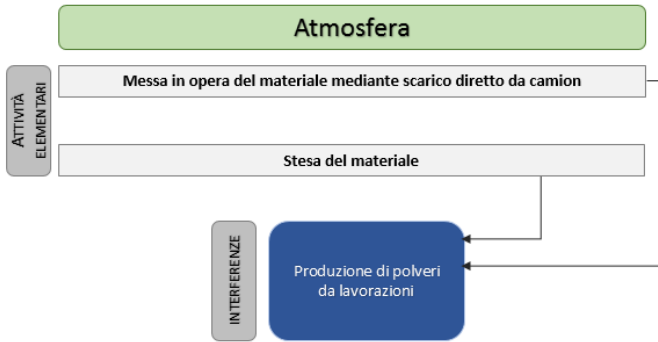 Atmosfera
ATTIVITÀ
ELEMENTARI
Messa in opera del materiale mediante scarico diretto da camion
Stesa del materiale
INTERFERENZE
Produzione di polveri
da lavorazioni